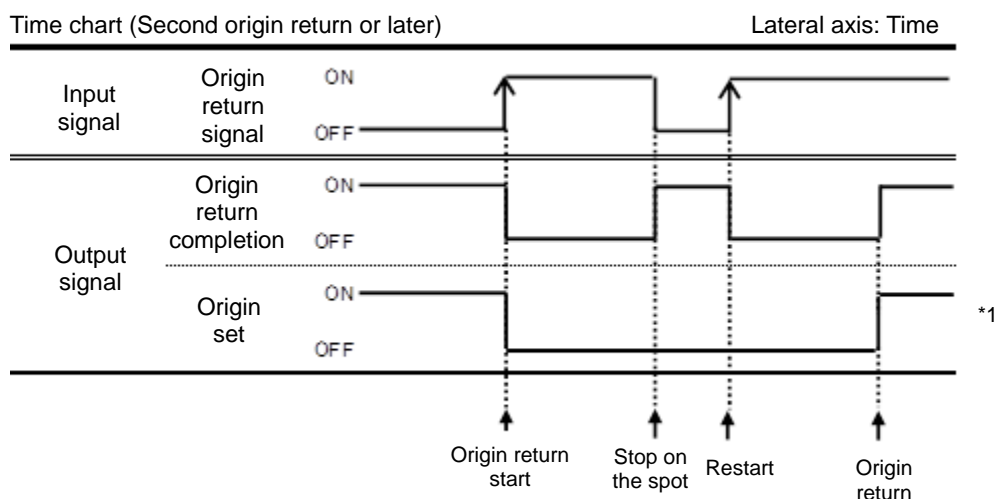 Time chart (Second origin return or later)
Lateral axis: Time
Input
signal
Origin
return
signal
ON
OFF
Output
signal
Origin
return
completion
ON
OFF
Origin
set
ON
OFF
*1
Origin return
start
Stop on
the spot
Restart
Origin
return